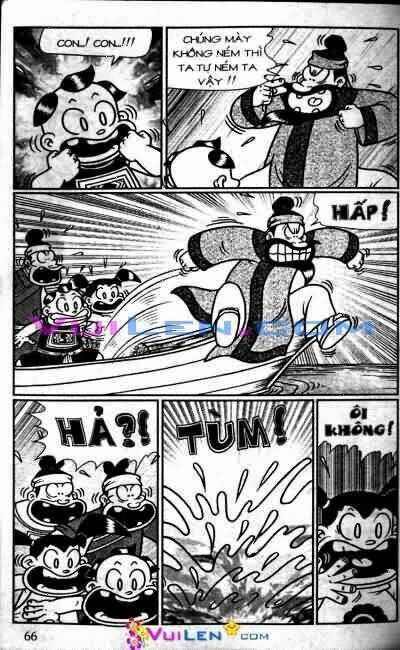 CON...! CON...!!!
CHÚNG MÀY
KHÔNG NÉM THÌ
TA TỰ NÉM TA
VẬY !!
HẤP!
VUILEN.COM
HẢ?!
TÙM!
ÔI
KHÔNG!
66
VUILEN.COM